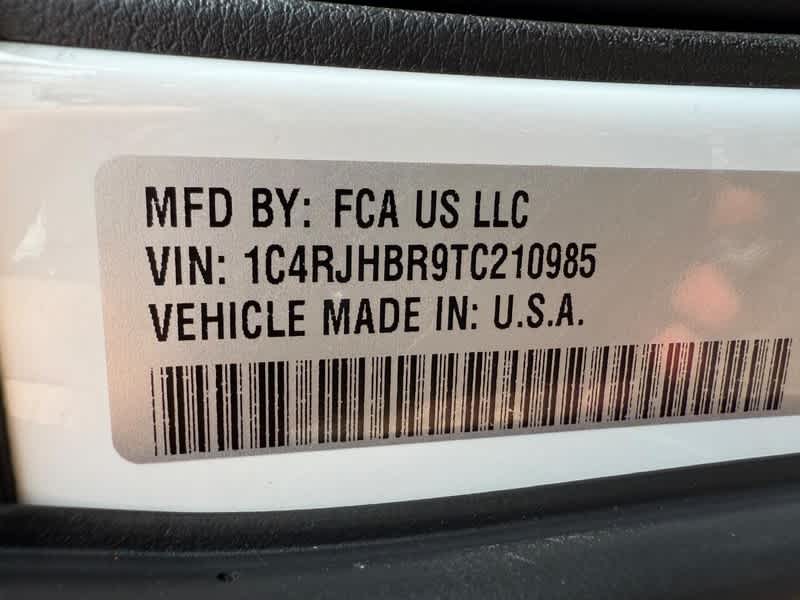 MFD BY: FCA US LLC
VIN: 1C4RJHBR9TC210985
VEHICLE MADE IN: U.S.A.